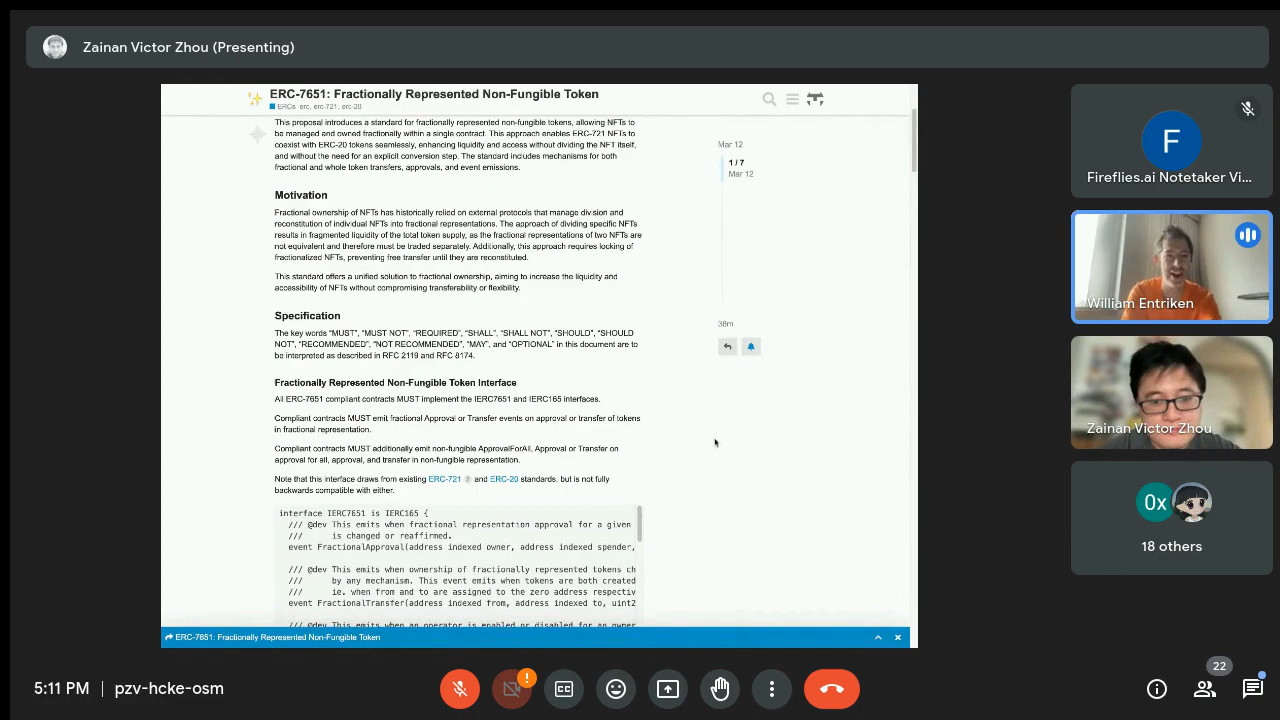 Zainan Victor Zhou (Presenting)
ERC-7651: Fractionally Represented Non-Fungible Token
ERCs erc, erc-721, erc-20
This proposal introduces a standard for fractionally represented non-fungible tokens, allowing NFTs to
be managed and owned fractionally within a single contract. This approach enables ERC-721 NFTs to
coexist with ERC-20 tokens seamlessly, enhancing liquidity and access without dividing the NFT itself,
and without the need for an explicit conversion step. The standard includes mechanisms for both
fractional and whole token transfers, approvals, and event emissions.
Motivation
Fractional ownership of NFTs has historically relied on external protocols that manage division and
reconstitution of individual NFTs into fractional representations. The approach of dividing specific NFTs
results in fragmented liquidity of the total token supply, as the fractional representations of two NFTs are
not equivalent and therefore must be traded separately. Additionally, this approach requires locking of
fractionalized NFTs, preventing free transfer until they are reconstituted.
This standard offers a unified solution to fractional ownership, aiming to increase the liquidity and
accessibility of NFTs without compromising transferability or flexibility.
Specification
The key words “MUST”, “MUST NOT”, “REQUIRED”, “SHALL”, “SHALL NOT”, “SHOULD”, “SHOULD
NOT”, “RECOMMENDED”, “NOT RECOMMENDED”, “MAY”, and “OPTIONAL” in this document are to
be interpreted as described in RFC 2119 and RFC 8174.
Fractionally Represented Non-Fungible Token Interface
All ERC-7651 compliant contracts MUST implement the IERC7651 and IERC165 interfaces.
Compliant contracts MUST emit fractional Approval or Transfer events on approval or transfer of tokens
in fractional representation.
Compliant contracts MUST additionally emit non-fungible ApprovalForAll, Approval or Transfer on
approval for all, approval, and transfer in non-fungible representation.
Note that this interface draws from existing ERC-721 2 and ERC-20 standards, but is not fully
backwards compatible with either.
interface IERC7651 is IERC165 {
/// @dev This emits when fractional representation approval for a given
/// is changed or reaffirmed.
event FractionalApproval(address indexed owner, address indexed spender,
/// @dev This emits when ownership of fractionally represented tokens ch
/// by any mechanism. This event emits when tokens are both created
/// ie. when from and to are assigned to the zero address respectiv
event FractionalTransfer(address indexed from, address indexed to, uint2
/// @dev This emits when an operator is enabled or disabled for an owner
Mar 12
1 / 7
Mar 12
38m
ERC-7651: Fractionally Represented Non-Fungible Token
F
Fireflies.ai Notetaker Vi...
William Entriken
Zainan Victor Zhou
0x
18 others
5:11 PM | pzv-hcke-osm
!
CC
22